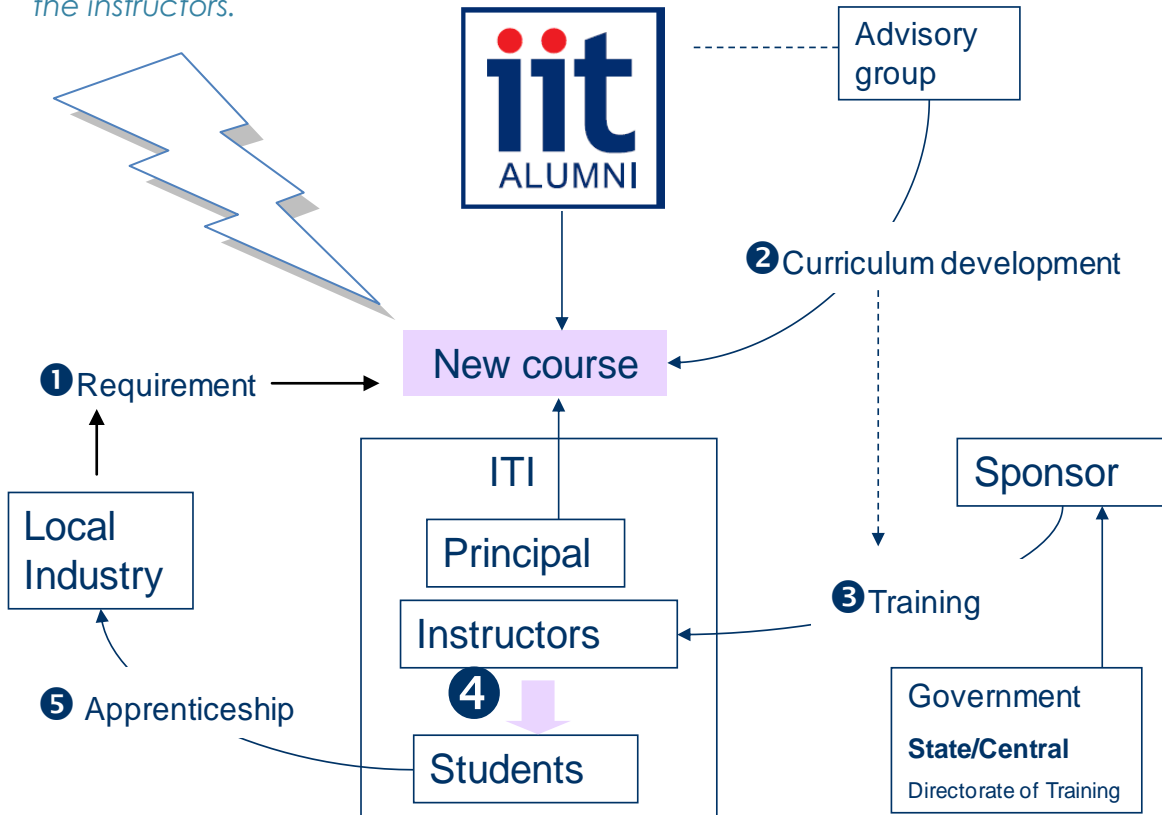 the instructors.
iit
ALUMNI
Advisory
group
❷Curriculum development
New course
❶Requirement
ITI
Sponsor
Local
Industry
Principal
❸Training
Instructors
❹
❺ Apprenticeship
Students
Government
State/Central
Directorate of Training